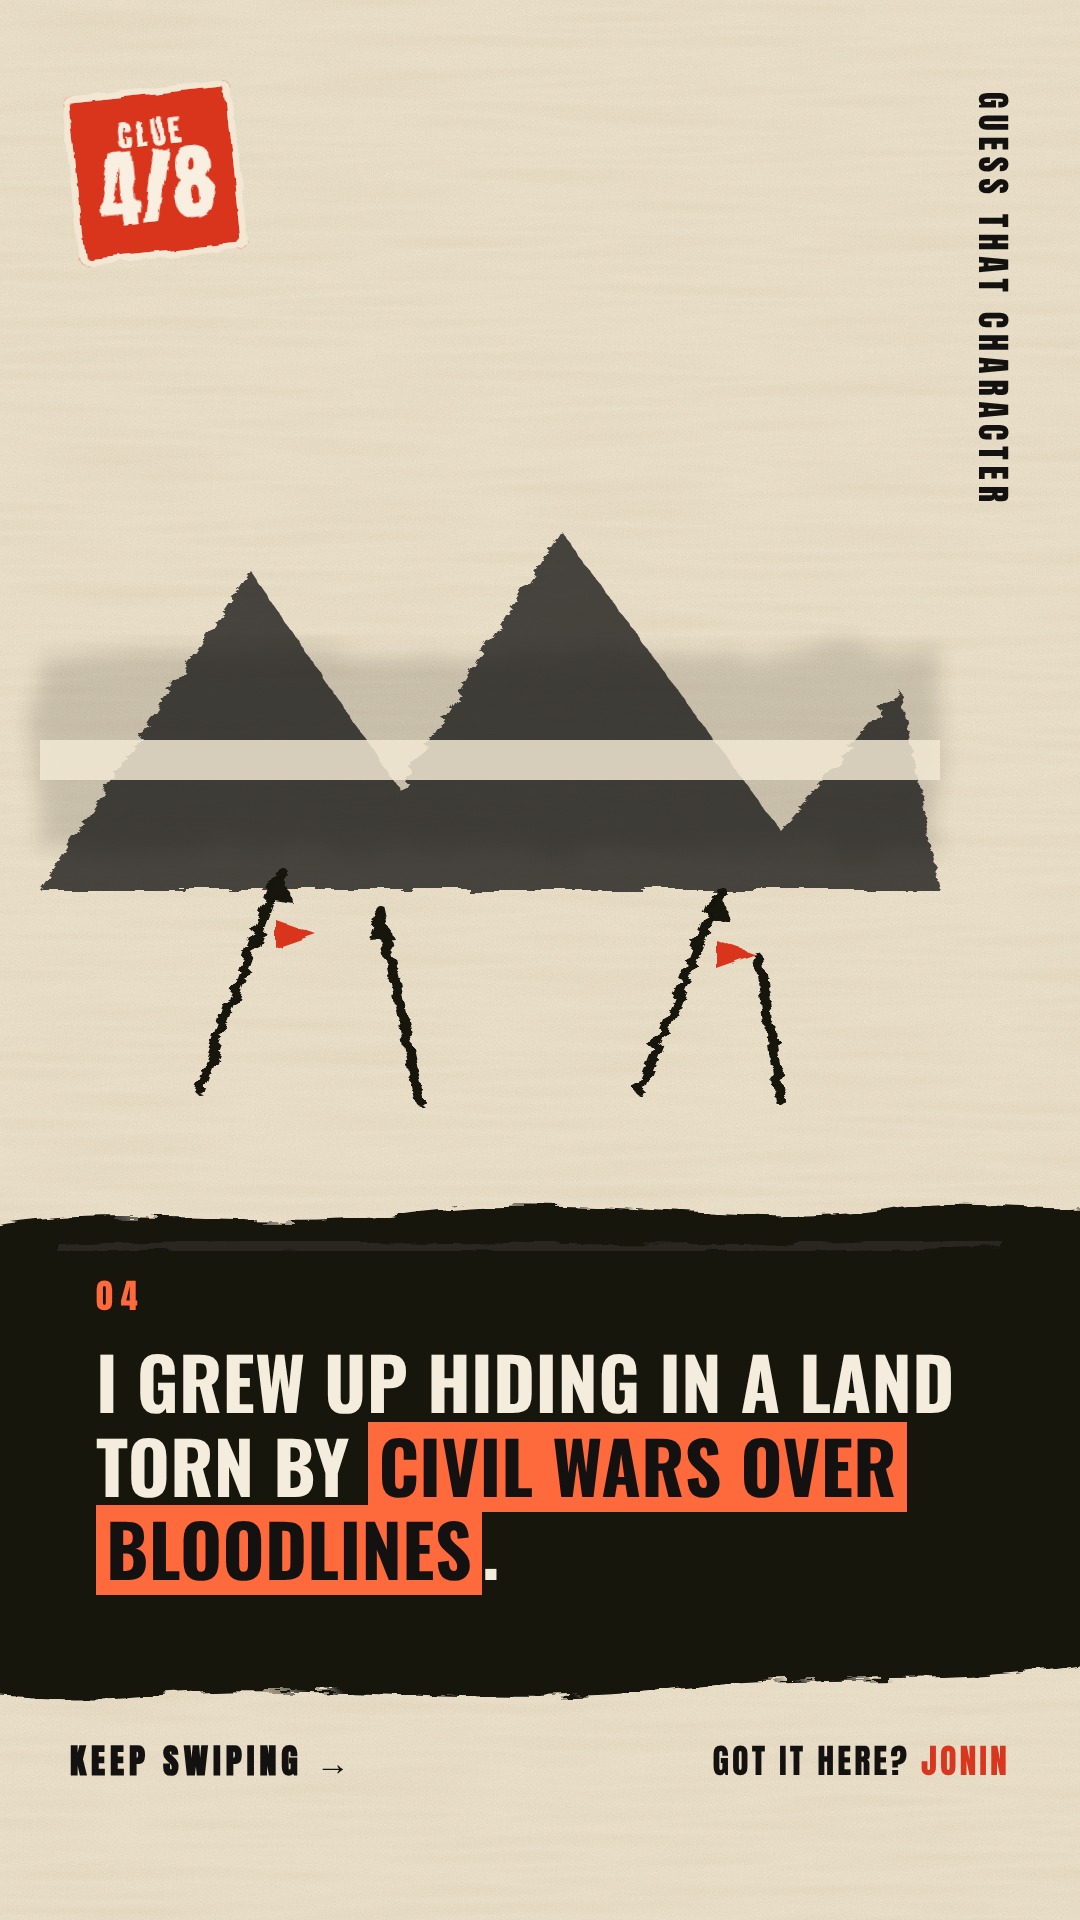 CLUE
4/8
GUESS THAT CHARACTER
04
I GREW UP HIDING IN A LAND
TORN BY CIVIL WARS OVER
BLOODLINES.
KEEP SWIPING →
GOT IT HERE? JONIN